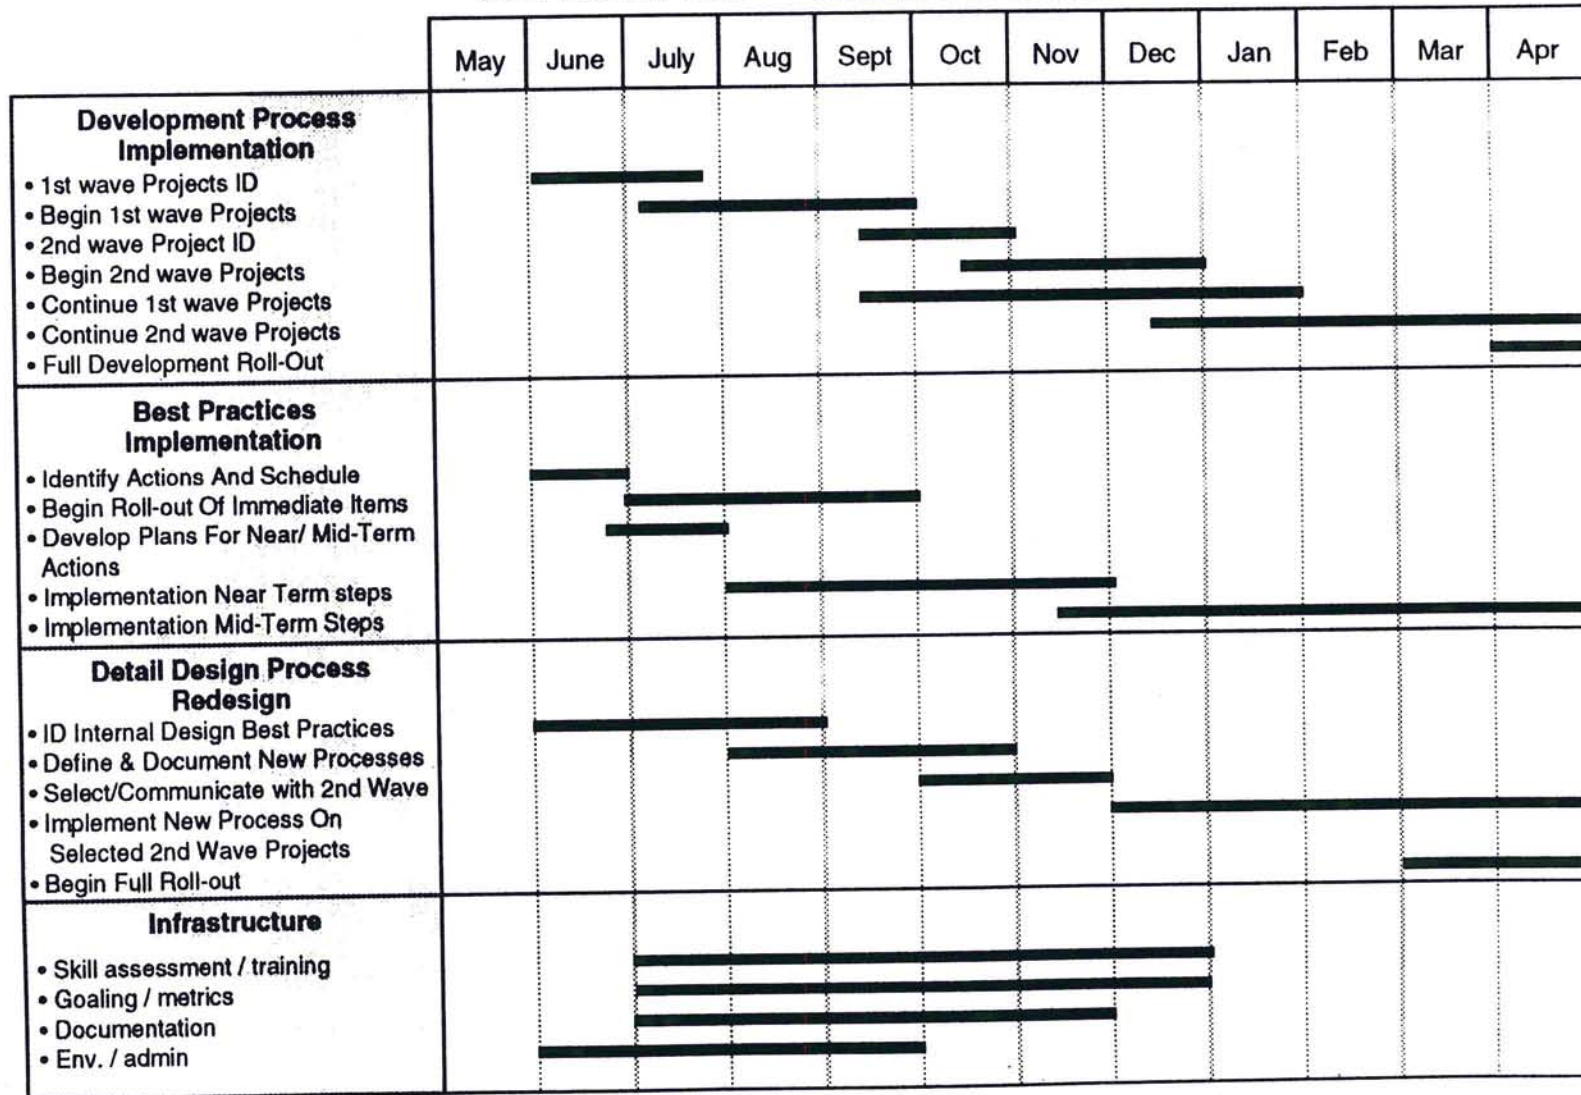 May June July Aug Sept Oct Nov Dec Jan Feb Mar Apr
Development Process
Implementation
• 1st wave Projects ID
• Begin 1st wave Projects
• 2nd wave Project ID
• Begin 2nd wave Projects
• Continue 1st wave Projects
• Continue 2nd wave Projects
• Full Development Roll-Out
Best Practices
Implementation
• Identify Actions And Schedule
• Begin Roll-out Of Immediate Items
• Develop Plans For Near/ Mid-Term
Actions
• Implementation Near Term steps
• Implementation Mid-Term Steps
Detail Design Process
Redesign
• ID Internal Design Best Practices
• Define & Document New Processes
• Select/Communicate with 2nd Wave
• Implement New Process On
Selected 2nd Wave Projects
• Begin Full Roll-out
Infrastructure
• Skill assessment / training
• Goaling / metrics
• Documentation
• Env. / admin